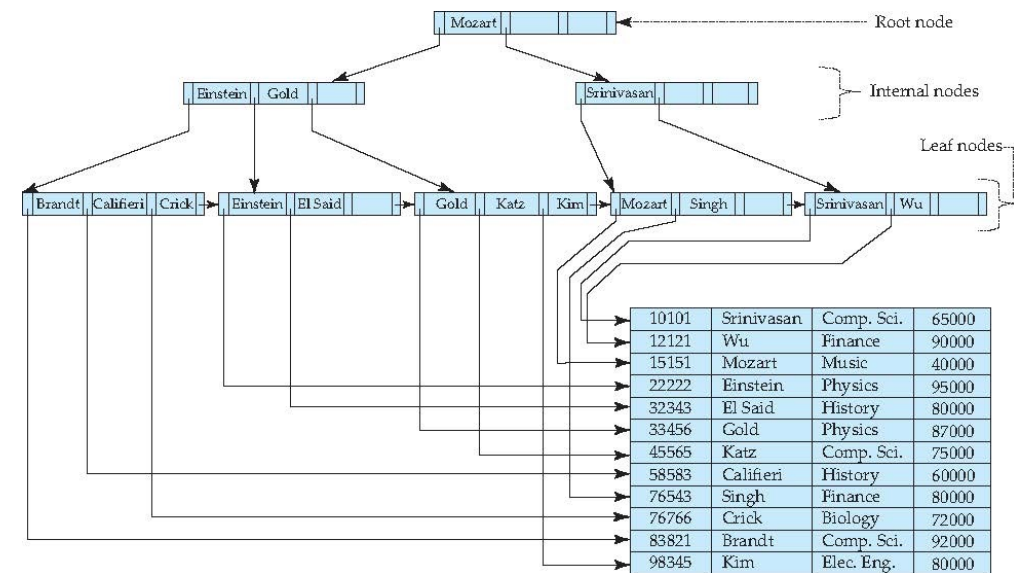 Mozart
Root node
Einstein Gold
Srinivasan
Internal nodes
Leaf nodes
Brandt Califieri Crick
Einstein El Said
Gold Katz Kim
Mozart Singh
Srinivasan Wu
10101 Srinivasan Comp. Sci. 65000
12121 Wu Finance 90000
15151 Mozart Music 40000
22222 Einstein Physics 95000
32343 El Said History 80000
33456 Gold Physics 87000
45565 Katz Comp. Sci. 75000
58583 Califieri History 60000
76543 Singh Finance 80000
76766 Crick Biology 72000
83821 Brandt Comp. Sci. 92000
98345 Kim Elec. Eng. 80000